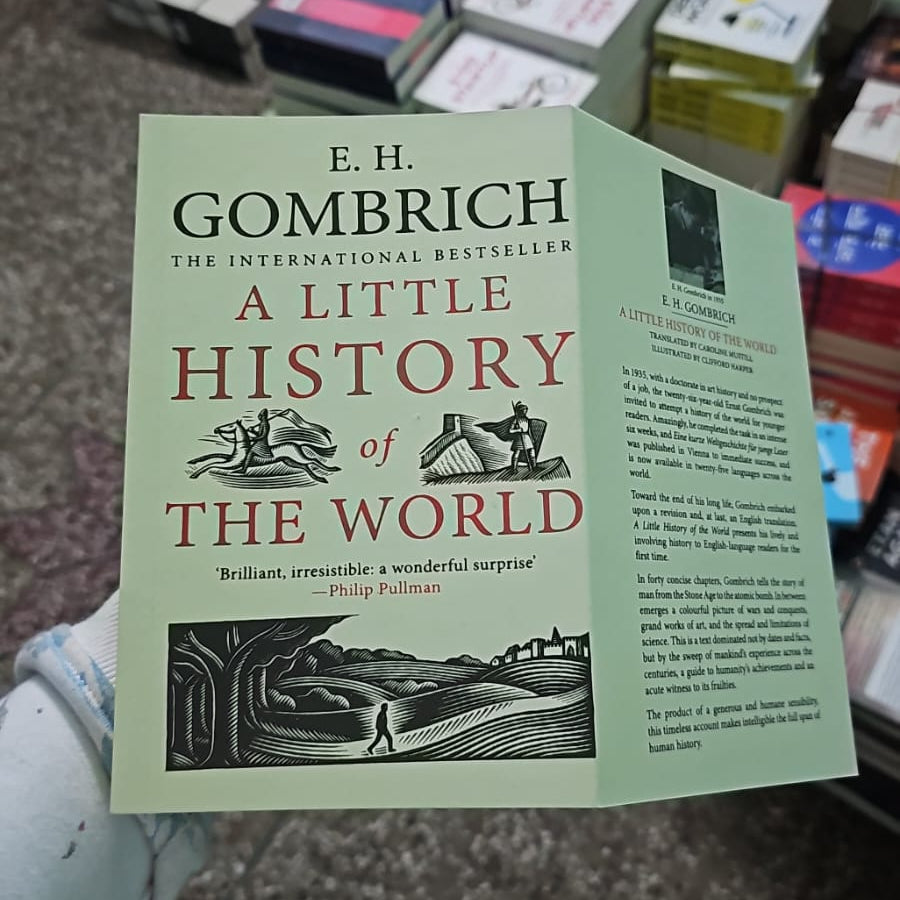 E. H.
GOMBRICH
THE INTERNATIONAL BESTSELLER
A LITTLE
HISTORY
of
THE WORLD
‘Brilliant, irresistible: a wonderful surprise’
—Philip Pullman
E. H. Gombrich in 1935
E. H. GOMBRICH
A LITTLE HISTORY OF THE WORLD
TRANSLATED BY CAROLINE MUSTILL
ILLUSTRATED BY CLIFFORD HARPER
In 1935, with a doctorate in art history and no prospect
of a job, the twenty-six-year-old Ernst Gombrich was
invited to attempt a history of the world for younger
readers. Amazingly, he completed the task in an intense
six weeks, and Eine kurze Weltgeschichte für junge Leser
was published in Vienna to immediate success, and
is now available in twenty-five languages across the
world.
Toward the end of his long life, Gombrich embarked
upon a revision and, at last, an English translation.
A Little History of the World presents his lively and
involving history to English-language readers for the
first time.
In forty concise chapters, Gombrich tells the story of
man from the Stone Age to the atomic bomb. In between
emerges a colourful picture of wars and conquests,
grand works of art, and the spread and limitations of
science. This is a text dominated not by dates and facts,
but by the sweep of mankind's experience across the
centuries, a guide to humanity's achievements and an
acute witness to its frailties.
The product of a generous and humane sensibility,
this timeless account makes intelligible the full span of
human history.